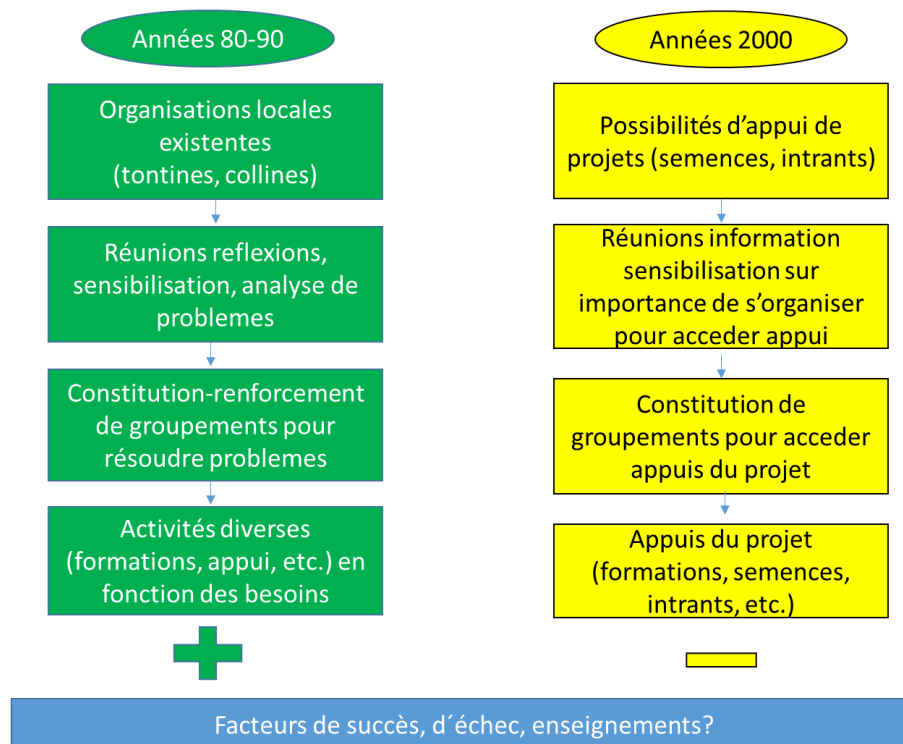 Années 80-90
Organisations locales
existentes
(tontines, collines)
Réunions reflexions,
sensibilisation, analyse de
problemes
Constitution-renforcement
de groupements pour
résoudre problemes
Activités diverses
(formations, appui, etc.) en
fonction des besoins
Années 2000
Possibilités d’appui de
projets (semences, intrants)
Réunions information
sensibilisation sur
importance de s’organiser
pour acceder appui
Constitution de
groupements pour acceder
appuis du projet
Appuis du projet
(formations, semences,
intrants, etc.)
Facteurs de succès, d´échec, enseignements?